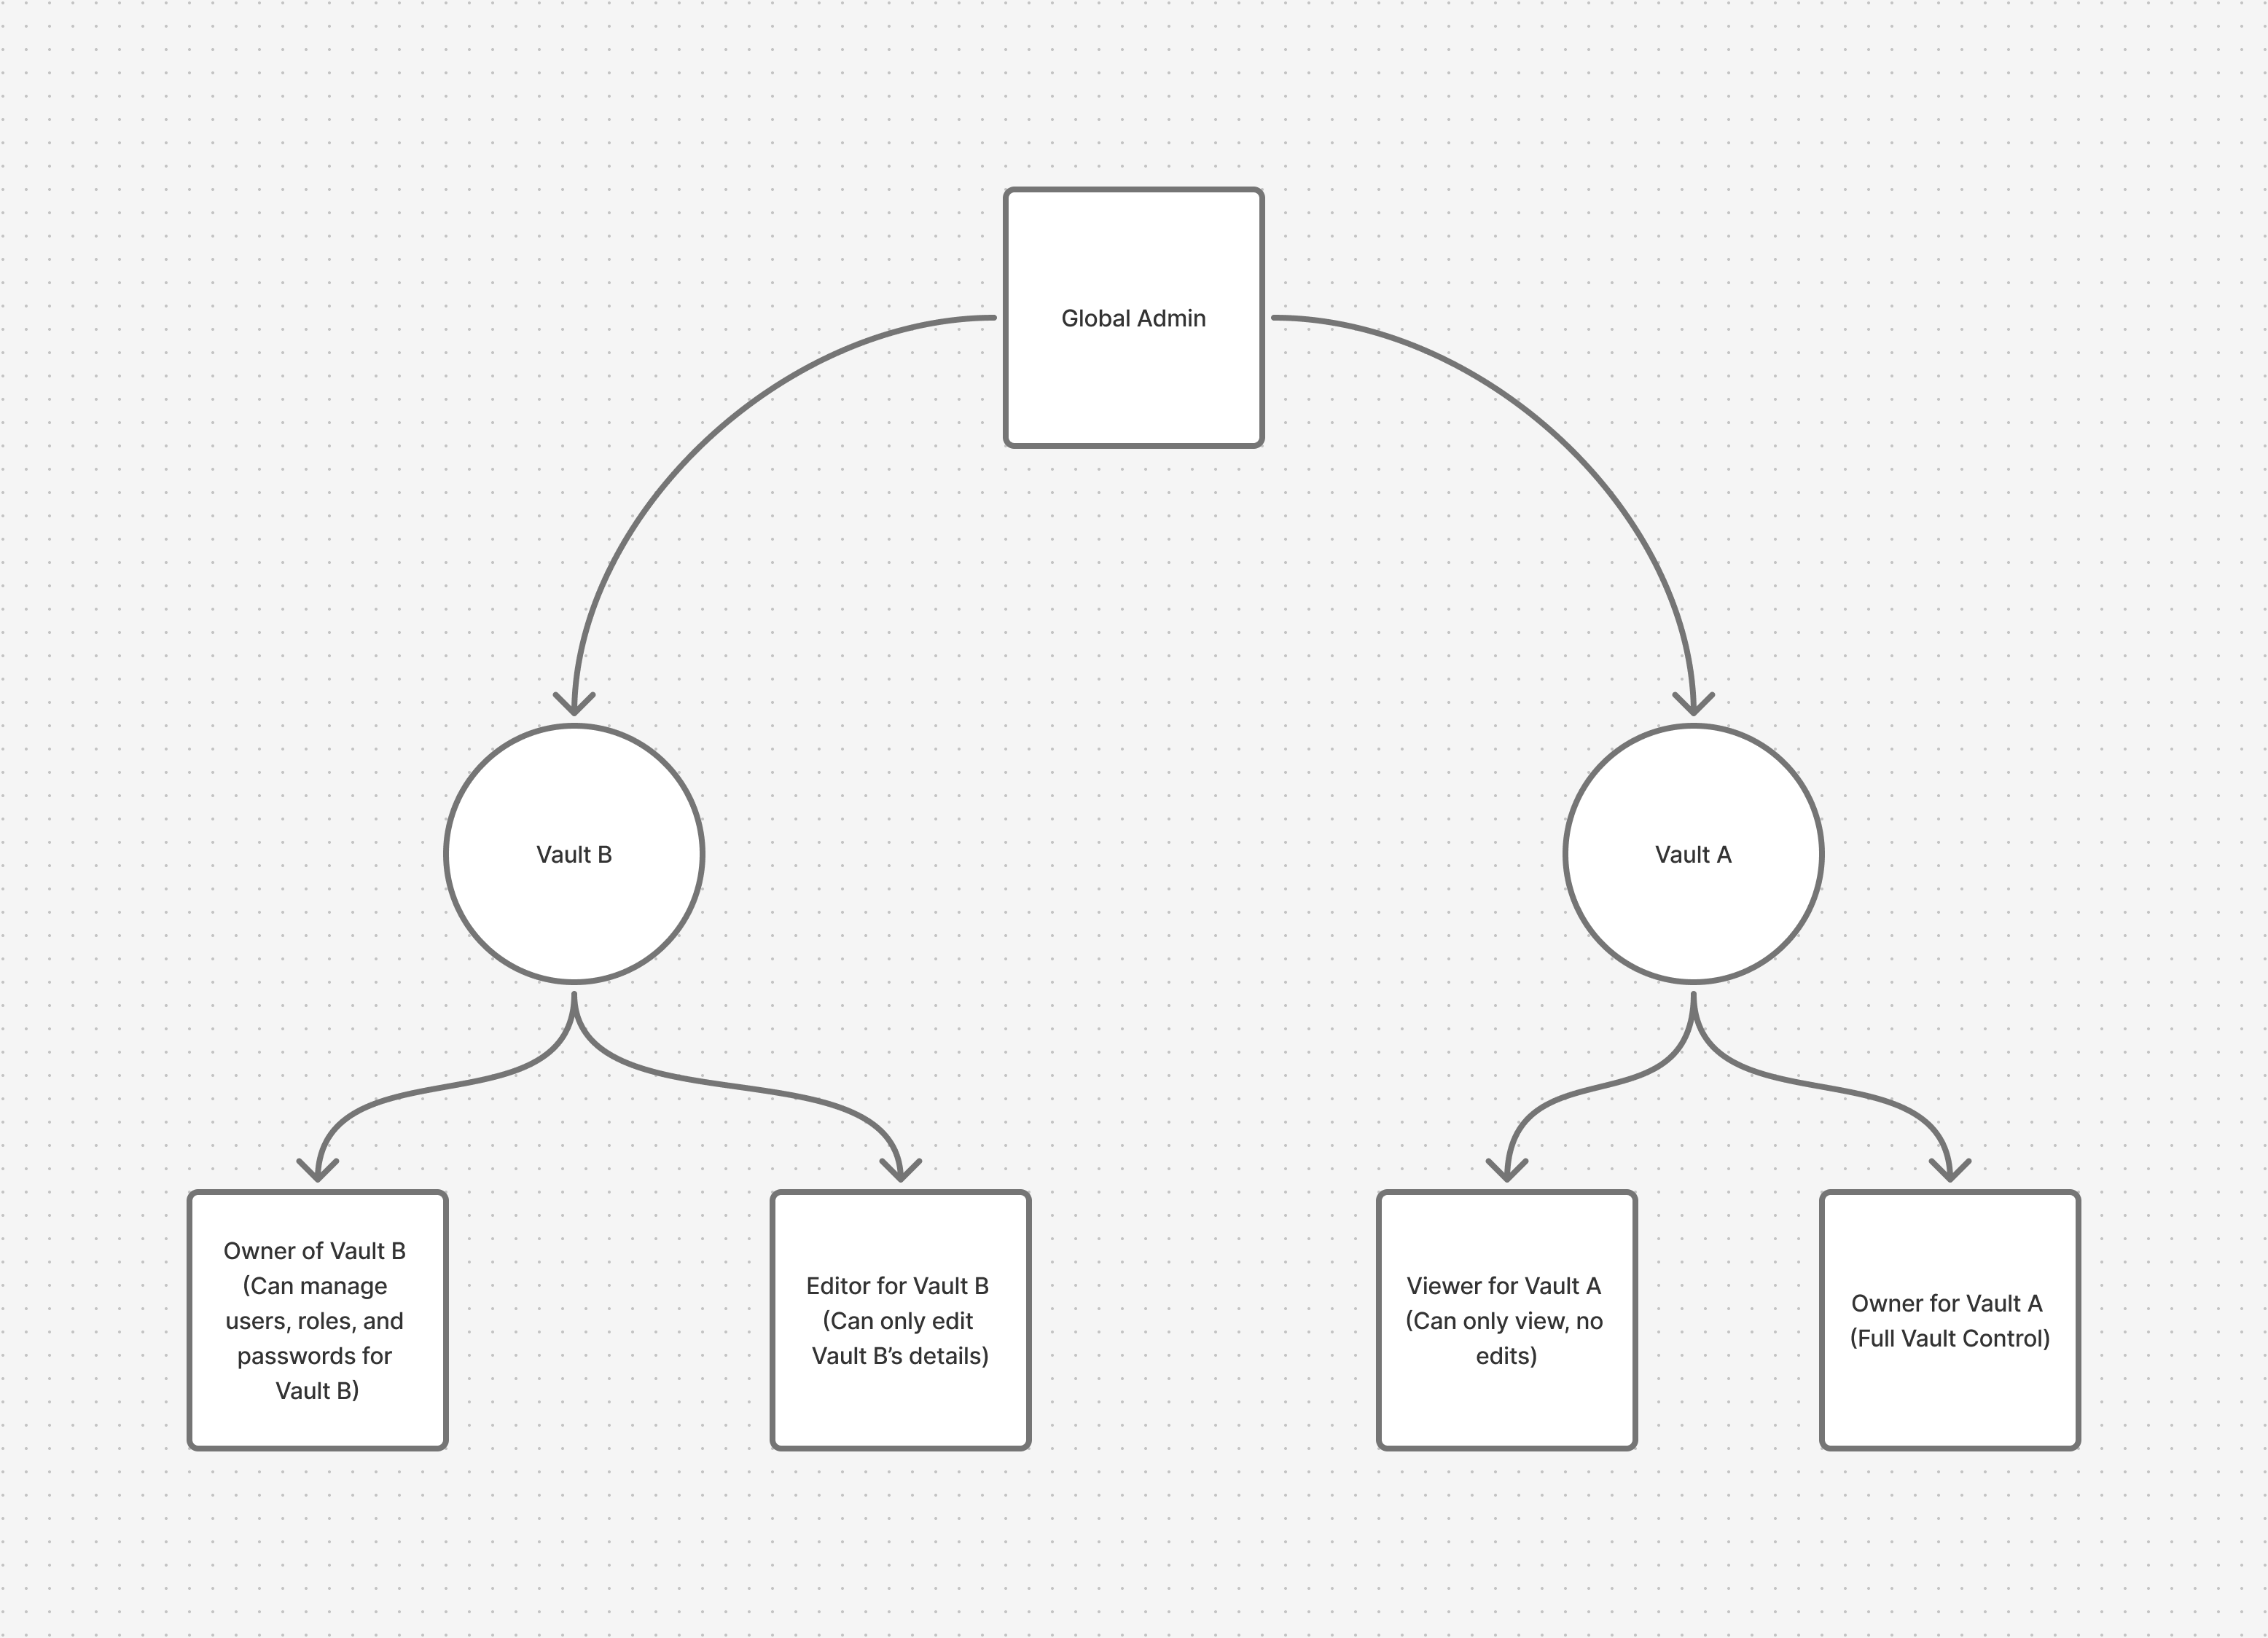 Global Admin
Vault B
Vault A
Owner of Vault B
(Can manage
users, roles, and
passwords for
Vault B)
Editor for Vault B
(Can only edit
Vault B’s details)
Viewer for Vault A
(Can only view, no
edits)
Owner for Vault A
(Full Vault Control)